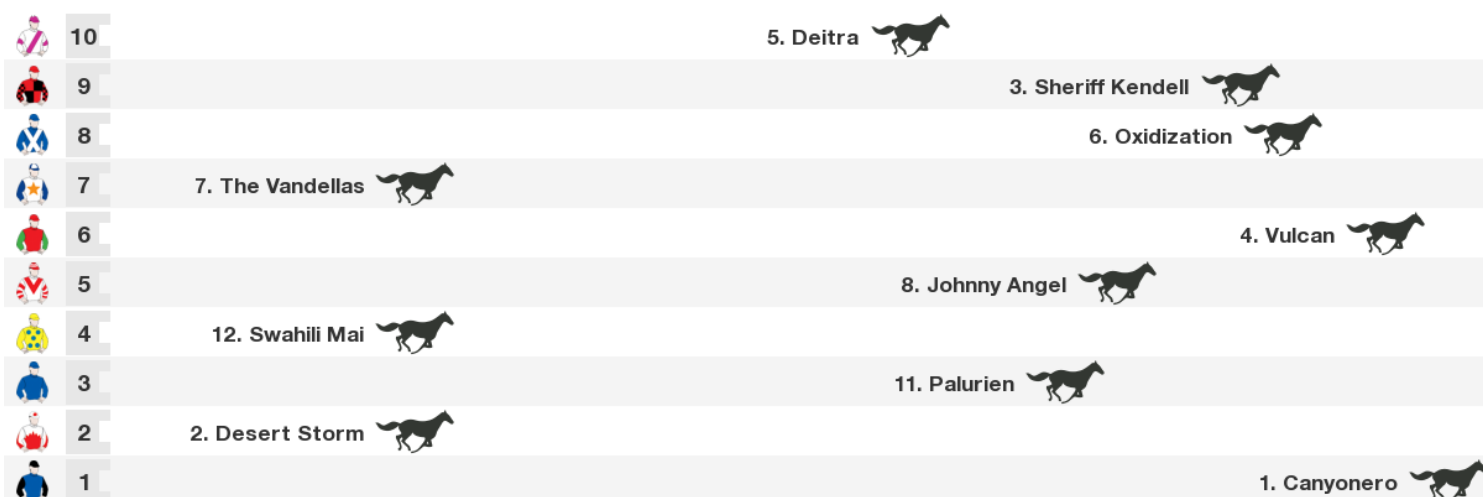 10 5. Deitra
9 3. Sheriff Kendell
8 6. Oxidization
7 7. The Vandellas
6 4. Vulcan
5 8. Johnny Angel
4 12. Swahili Mai
3 11. Palurien
2 2. Desert Storm
1 1. Canyonero